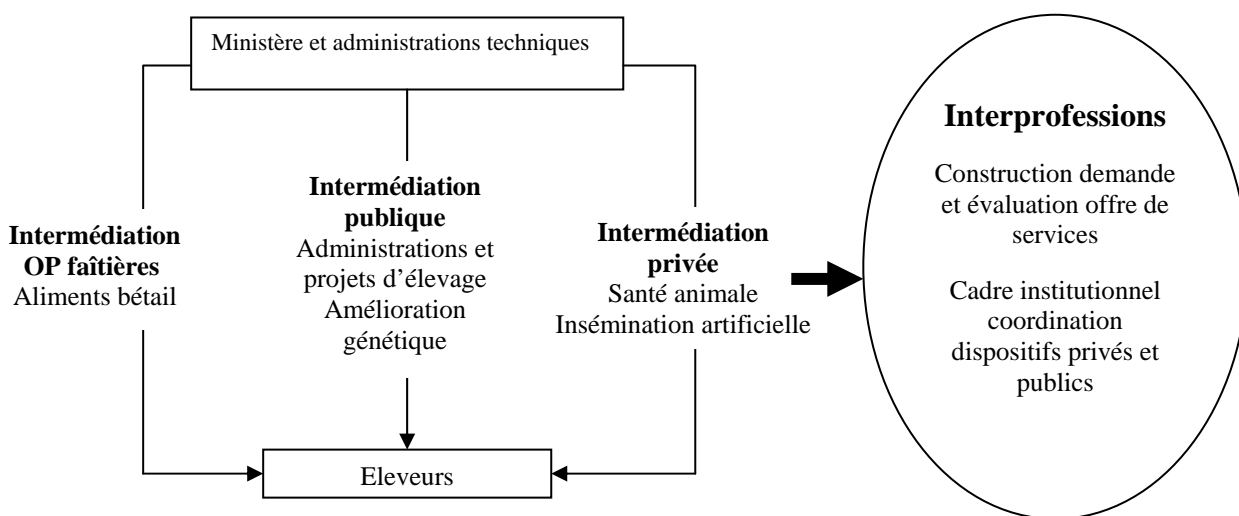 Ministère et administrations techniques
Intermédiation
OP faîtières
Aliments bétail
Intermédiation
publique
Administrations et
projets d'élevage
Amélioration
génétique
Intermédiation
privée
Santé animale
Insémination artificielle
Eleveurs
Interprofessions
Construction demande
et évaluation offre de
services
Cadre institutionnel
coordination
dispositifs privés et
publics